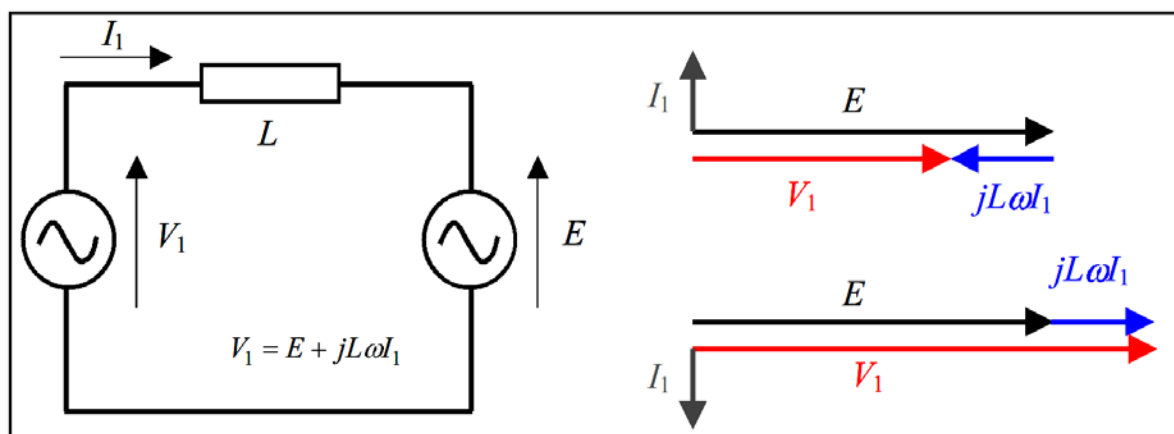 I₁
L
V₁
E
V₁ = E + jLωI₁
I₁
E
V₁
jLωI₁
jLωI₁
E
I₁
V₁